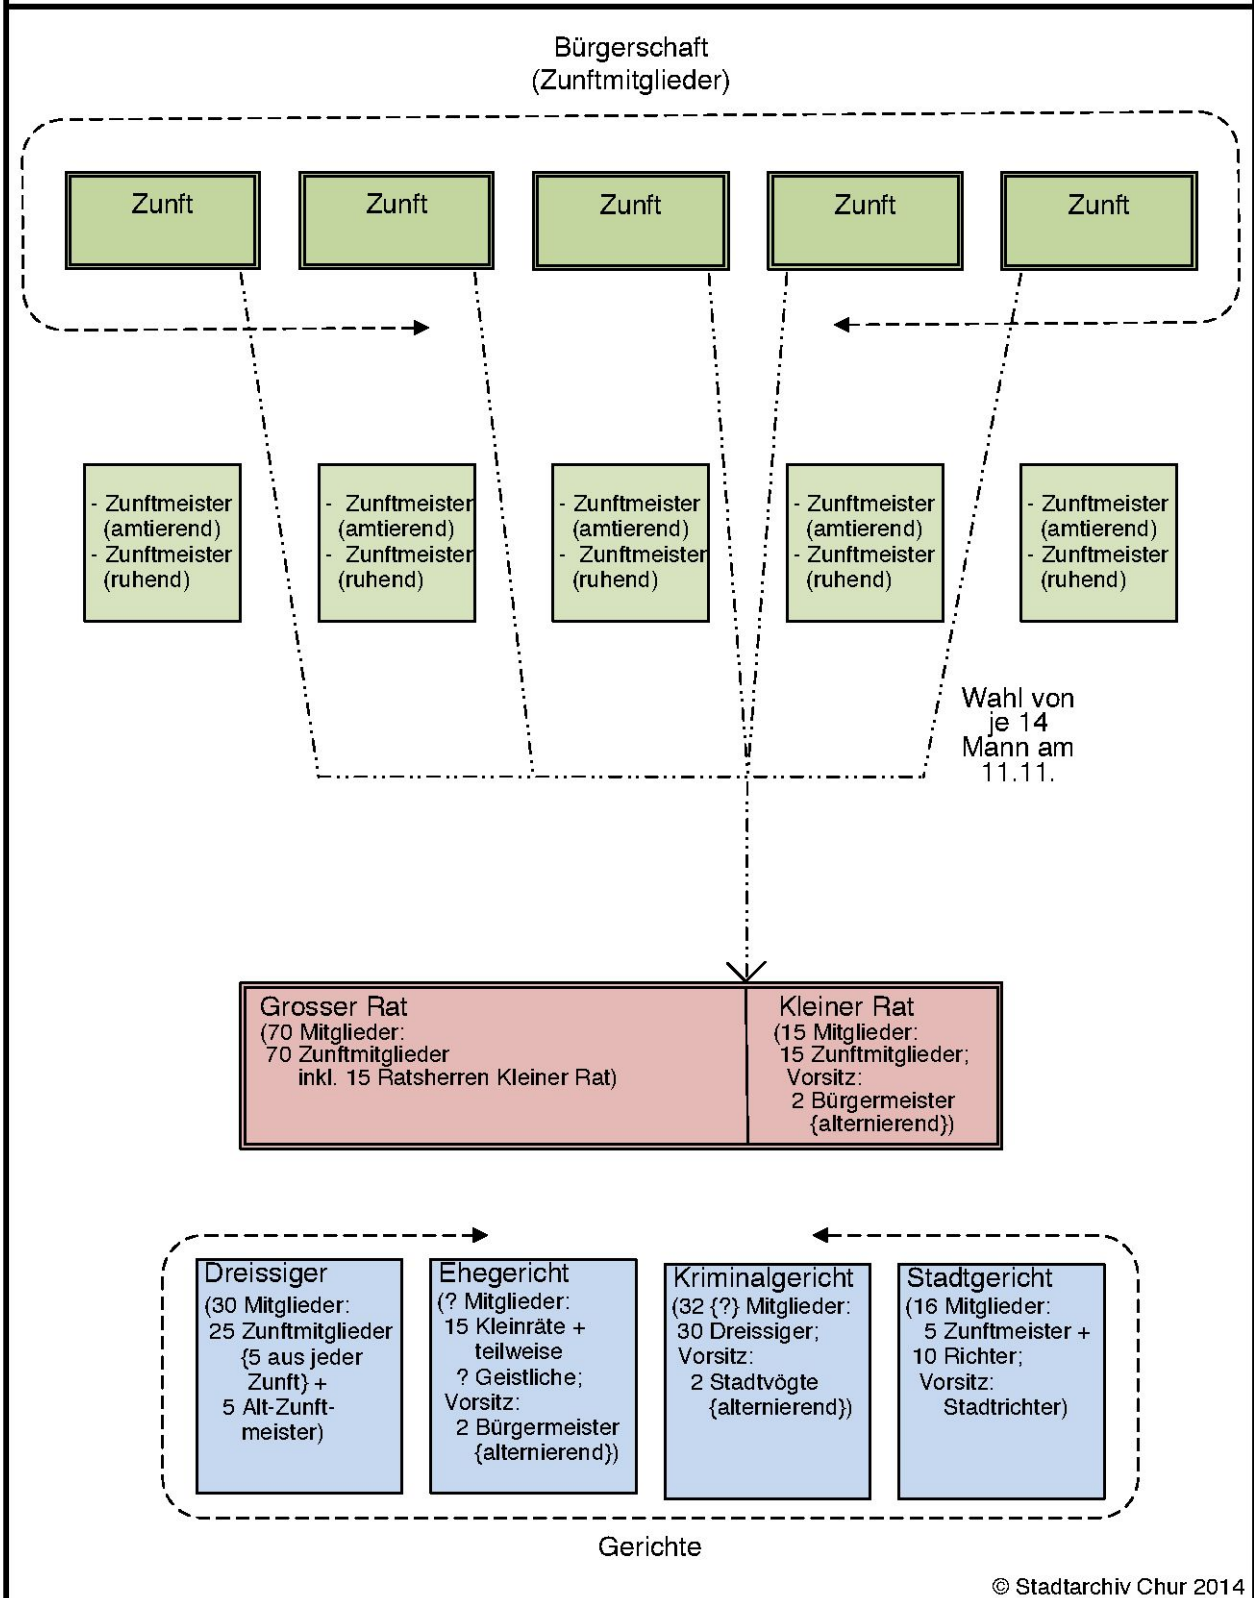 Bürgerschaft
(Zunftmitglieder)
Zunft
Zunft
Zunft
Zunft
Zunft
- Zunftmeister
(amtierend)
- Zunftmeister
(ruhend)
- Zunftmeister
(amtierend)
- Zunftmeister
(ruhend)
- Zunftmeister
(amtierend)
- Zunftmeister
(ruhend)
- Zunftmeister
(amtierend)
- Zunftmeister
(ruhend)
- Zunftmeister
(amtierend)
- Zunftmeister
(ruhend)
Wahl von
je 14
Mann am
11.11.
Grosser Rat
(70 Mitglieder:
70 Zunftmitglieder
inkl. 15 Ratsherren Kleiner Rat)
Kleiner Rat
(15 Mitglieder:
15 Zunftmitglieder;
Vorsitz:
2 Bürgermeister
{alternierend})
Dreissiger
(30 Mitglieder:
25 Zunftmitglieder
{5 aus jeder
Zunft} +
5 Alt-Zunft-
meister)
Ehegericht
(? Mitglieder:
15 Kleinräte +
teilweise
? Geistliche;
Vorsitz:
2 Bürgermeister
{alternierend})
Kriminalgericht
(32 {?} Mitglieder:
30 Dreissiger;
Vorsitz:
2 Stadtvögte
{alternierend})
Stadtgericht
(16 Mitglieder:
5 Zunftmeister +
10 Richter;
Vorsitz:
Stadtrichter)
Gerichte
© Stadtarchiv Chur 2014